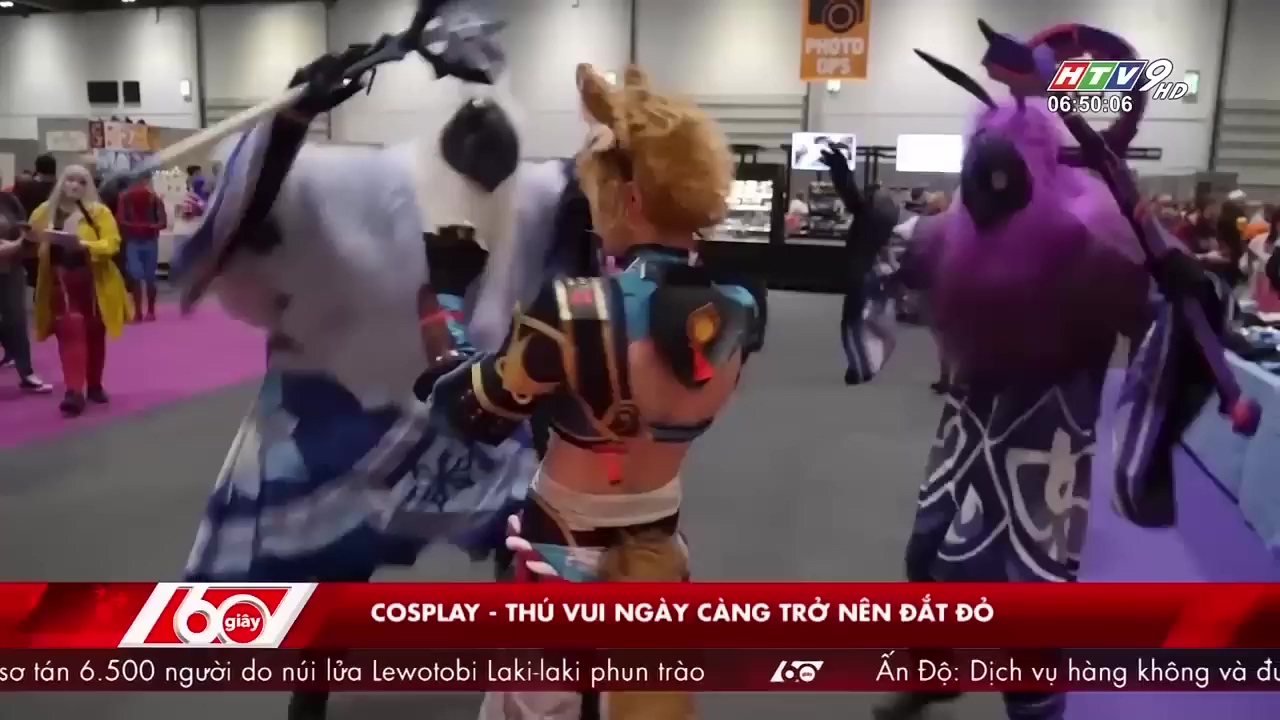 PHOTO
OPS
HTV9
HD
06:50:06
60
giây
COSPLAY - THÚ VUI NGÀY CÀNG TRỞ NÊN ĐẮT ĐỎ
sơ tán 6.500 người do núi lửa Lewotobi Laki-laki phun trào
60 giây
Ấn Độ: Dịch vụ hàng không và